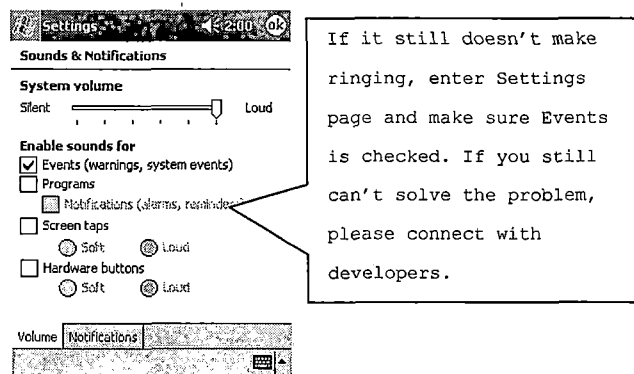 Settings 2:00 ok
Sounds & Notifications
System volume
Silent Loud
Enable sounds for
Events (warnings, system events)
Programs
Notifications (alarms, reminders)
Screen taps
Soft Loud
Hardware buttons
Soft Loud
Volume Notifications
If it still doesn't make
ringing, enter Settings
page and make sure Events
is checked. If you still
can't solve the problem,
please connect with
developers.